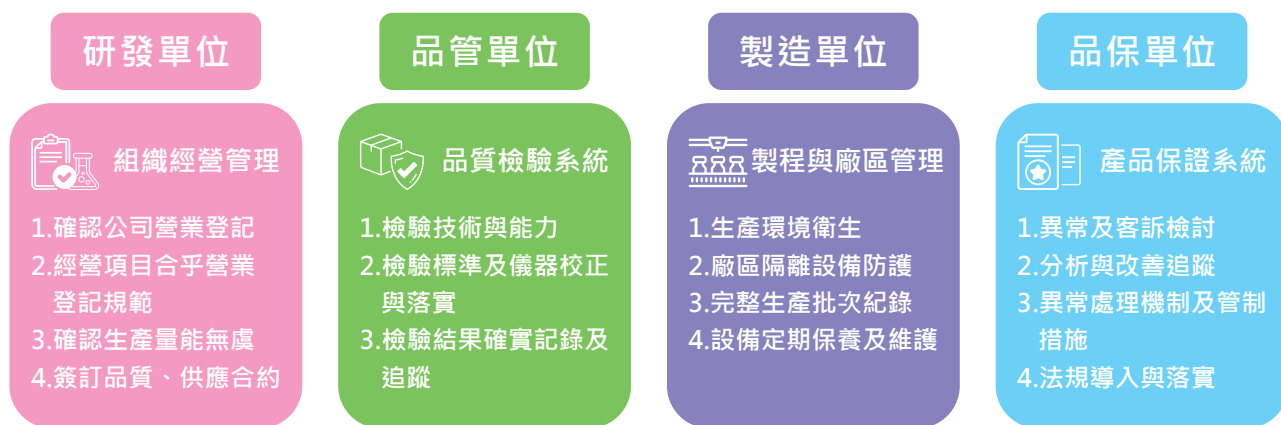 研發單位
組織經營管理
1.確認公司營業登記
2.經營項目合乎營業
登記規範
3.確認生產量能無虞
4.簽訂品質、供應合約
品管單位
品質檢驗系統
1.檢驗技術與能力
2.檢驗標準及儀器校正
與落實
3.檢驗結果確實記錄及
追蹤
製造單位
製程與廠區管理
1.生產環境衛生
2.廠區隔離設備防護
3.完整生產批次紀錄
4.設備定期保養及維護
品保單位
產品保證系統
1.異常及客訴檢討
2.分析與改善追蹤
3.異常處理機制及管制
措施
4.法規導入與落實